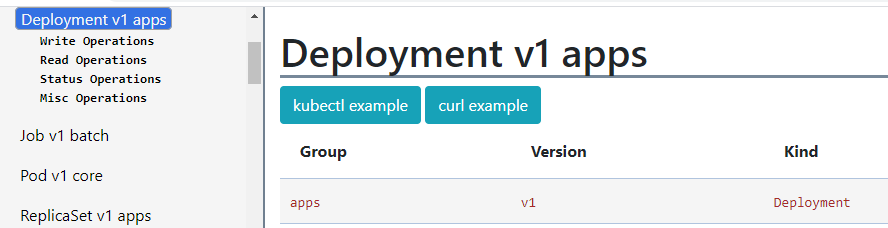 Deployment v1 apps
Write Operations
Read Operations
Status Operations
Misc Operations
Job v1 batch
Pod v1 core
ReplicaSet v1 apps
Deployment v1 apps
kubectl example curl example
Group Version Kind
apps v1 Deployment